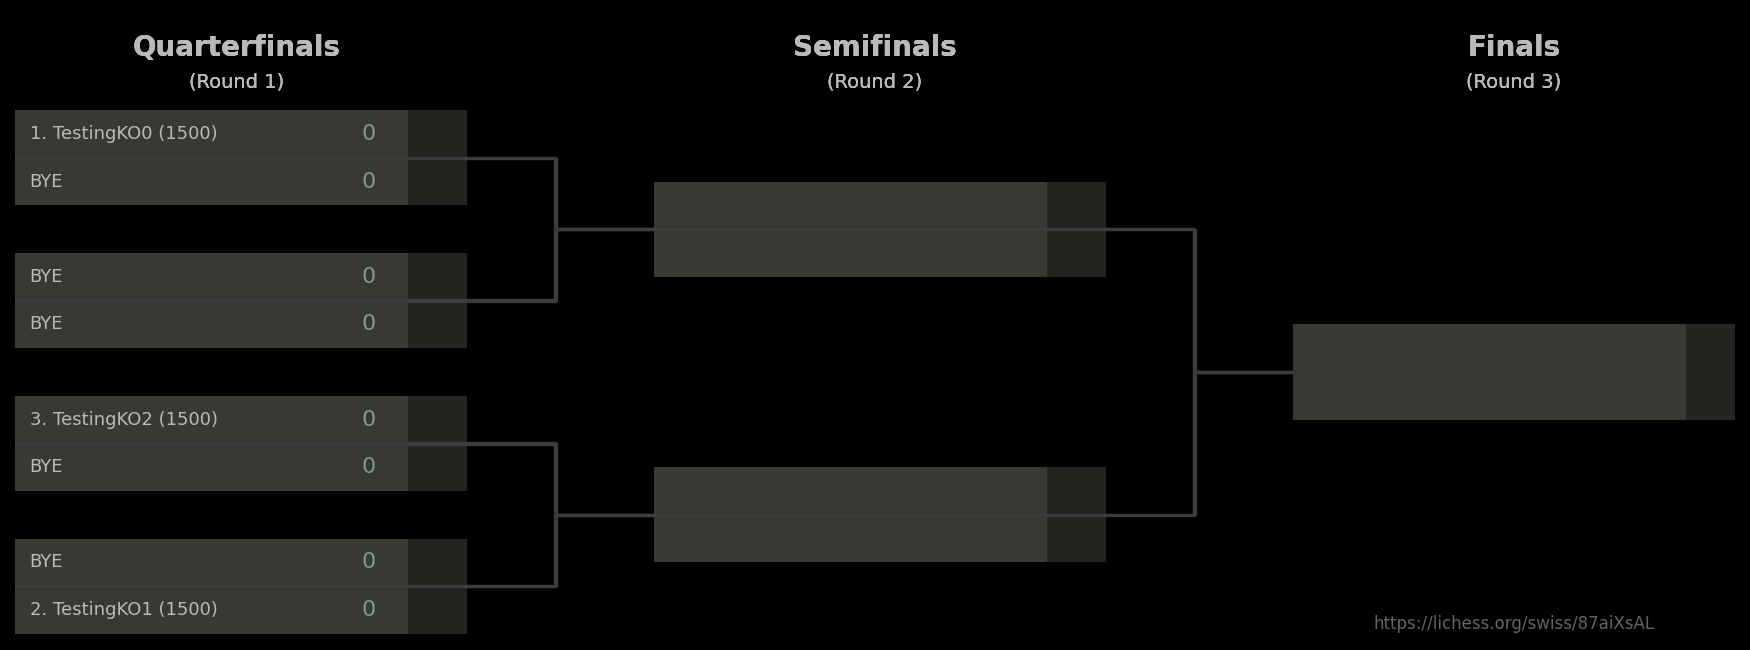 Quarterfinals
(Round 1)
Semifinals
(Round 2)
Finals
(Round 3)
1. TestingKO0 (1500) 0
BYE 0
BYE 0
BYE 0
3. TestingKO2 (1500) 0
BYE 0
BYE 0
2. TestingKO1 (1500) 0
https://lichess.org/swiss/87aiXsAL